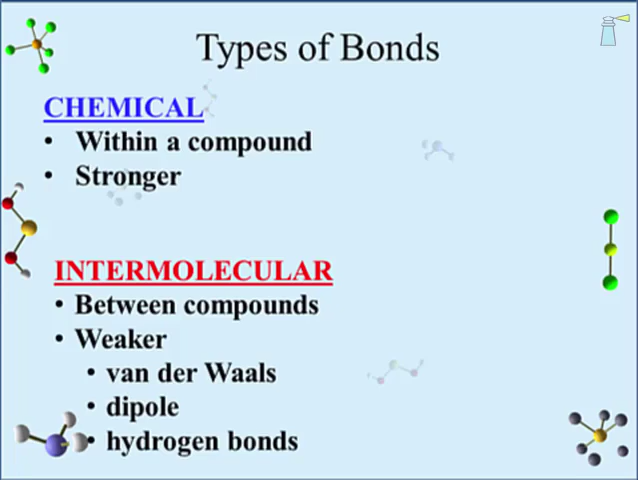 Types of Bonds
CHEMICAL
• Within a compound
• Stronger
INTERMOLECULAR
• Between compounds
• Weaker
• van der Waals
• dipole
• hydrogen bonds